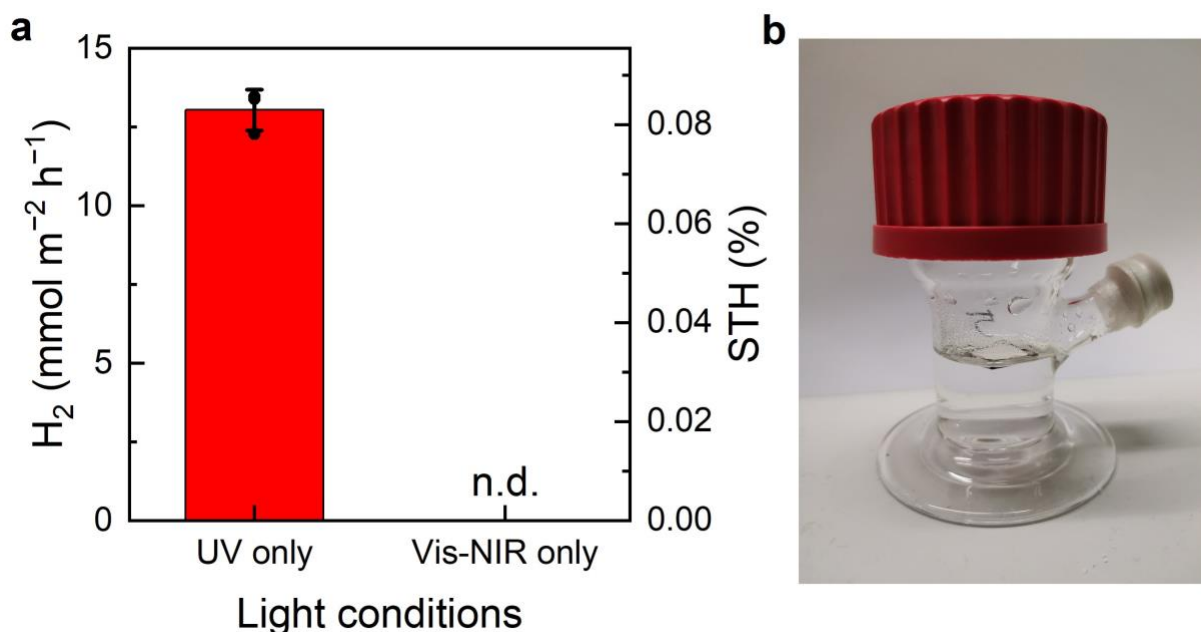 a
15
10
5
0
H₂ (mmol m⁻² h⁻¹)
0.08
0.06
0.04
0.02
0.00
STH (%)
n.d.
UV only
Vis-NIR only
Light conditions
b